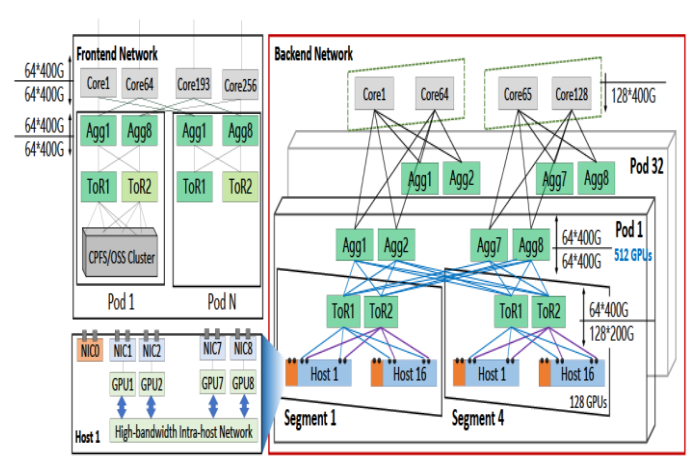 Frontend Network
64*400G
64*400G
Core1
Core64
Core193
Core256
64*400G
64*400G
Agg1
Agg8
Agg1
Agg8
ToR1
ToR2
ToR1
ToR2
CPFS/OSS Cluster
Pod 1
Pod N
NIC0
NIC1
NIC2
NIC7
NIC8
GPU1
GPU2
GPU7
GPU8
Host 1
High-bandwidth Intra-host Network
Backend Network
Core1
Core64
Core65
Core128
128*400G
Pod 32
Agg1
Agg2
Agg7
Agg8
Pod 1
512 GPUs
Agg1
Agg2
Agg7
Agg8
64*400G
64*400G
ToR1
ToR2
ToR1
ToR2
64*400G
128*200G
Host 1
Host 16
Host 1
Host 16
128 GPUs
Segment 1
Segment 4